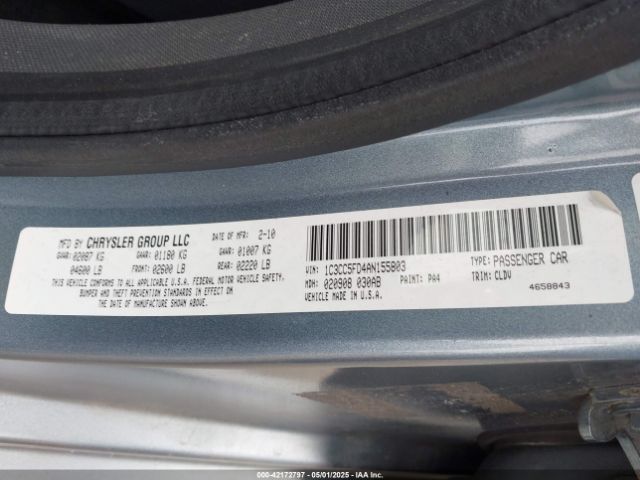 MFD BY CHRYSLER GROUP LLC DATE OF MFR: 2-10
GVWR: 02087 KG GAWR: 01180 KG GAWR: 01007 KG
04600 LB FRONT: 02600 LB REAR: 02220 LB
THIS VEHICLE CONFORMS TO ALL APPLICABLE U.S.A. FEDERAL MOTOR VEHICLE SAFETY,
BUMPER AND THEFT PREVENTION STANDARDS IN EFFECT ON
THE DATE OF MANUFACTURE SHOWN ABOVE.
VIN: 1C3CC5FD4AN155803 TYPE: PASSENGER CAR
MDH: 020908 030AB PAINT: PA4 TRIM: CLDV
VEHICLE MADE IN U.S.A. 4658843
000-42172797 - 05/01/2025 - IAA Inc.